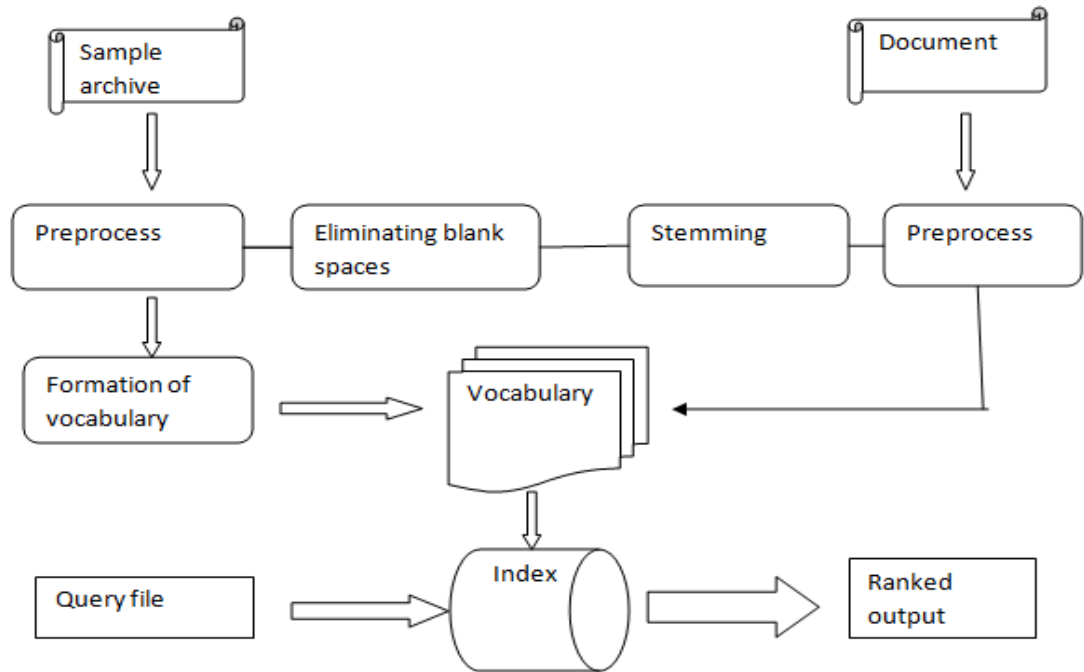 Sample
archive
Document
Preprocess
Eliminating blank
spaces
Stemming
Preprocess
Formation of
vocabulary
Vocabulary
Query file
Index
Ranked
output